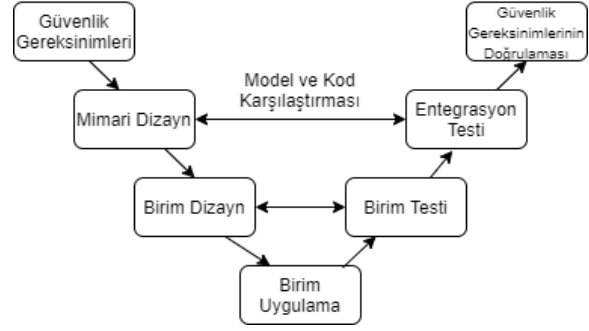 Güvenlik
Gereksinimleri
Güvenlik
Gereksinimlerinin
Doğrulaması
Model ve Kod
Karşılaştırması
Mimari Dizayn
Entegrasyon
Testi
Birim Dizayn
Birim Testi
Birim
Uygulama